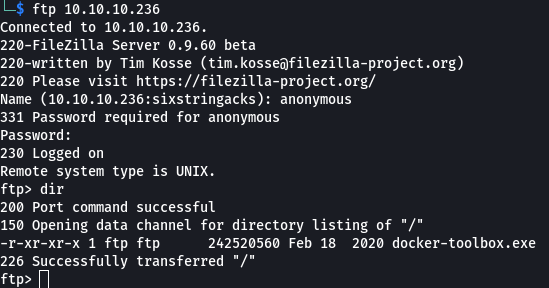 └─$ ftp 10.10.10.236
Connected to 10.10.10.236.
220-FileZilla Server 0.9.60 beta
220-written by Tim Kosse (tim.kosse@filezilla-project.org)
220 Please visit https://filezilla-project.org/
Name (10.10.10.236:sixstringacks): anonymous
331 Password required for anonymous
Password:
230 Logged on
Remote system type is UNIX.
ftp> dir
200 Port command successful
150 Opening data channel for directory listing of "/"
-r-xr-xr-x 1 ftp ftp      242520560 Feb 18  2020 docker-toolbox.exe
226 Successfully transferred "/"
ftp>